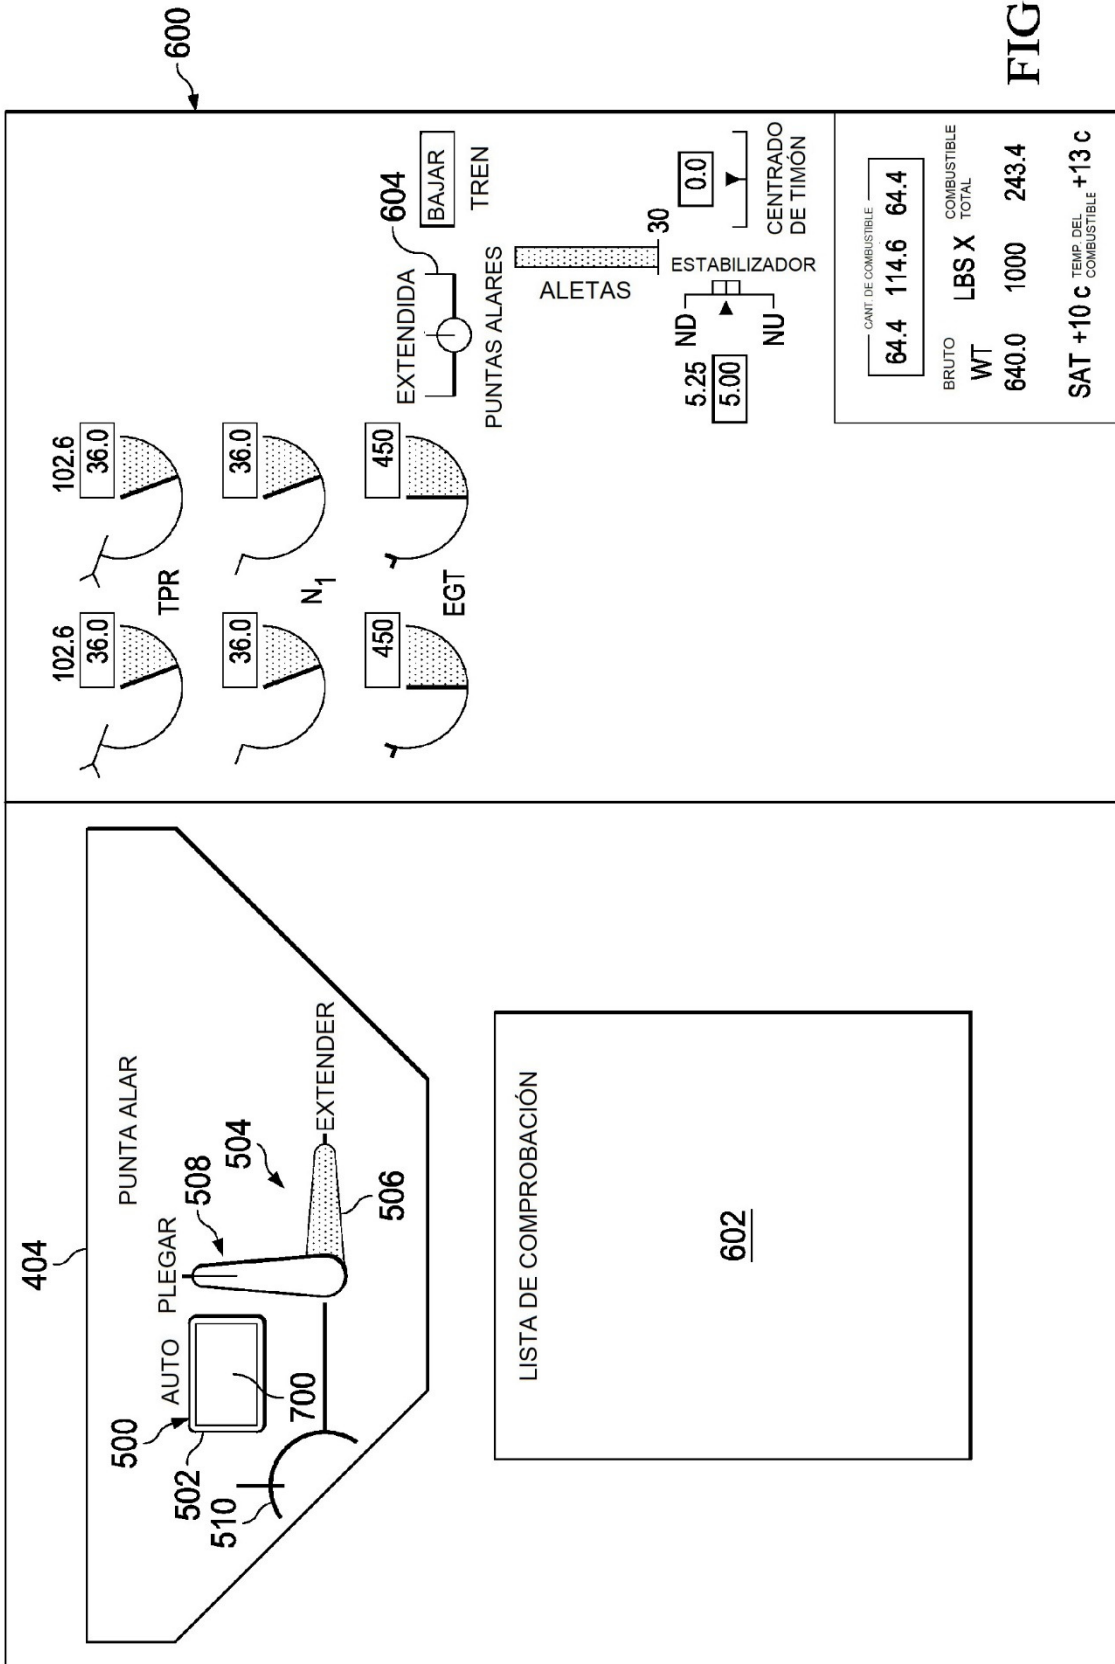 404
PUNTA ALAR
500
AUTO
PLEGAR
508
502
510
700
504
506
EXTENDER
LISTA DE COMPROBACIÓN
602
600
102.6
102.6
36.0
36.0
TPR
36.0
36.0
N1
450
450
EGT
EXTENDIDA
604
BAJAR
PUNTAS ALARES
TREN
ALETAS
30
5.25
5.00
ND
NU
ESTABILIZADOR
0.0
CENTRADO
DE TIMÓN
CANT. DE COMBUSTIBLE
64.4 114.6 64.4
BRUTO
WT
LBS X
COMBUSTIBLE
TOTAL
640.0 1000 243.4
SAT +10 c TEMP. DEL
COMBUSTIBLE +13 c
FIG